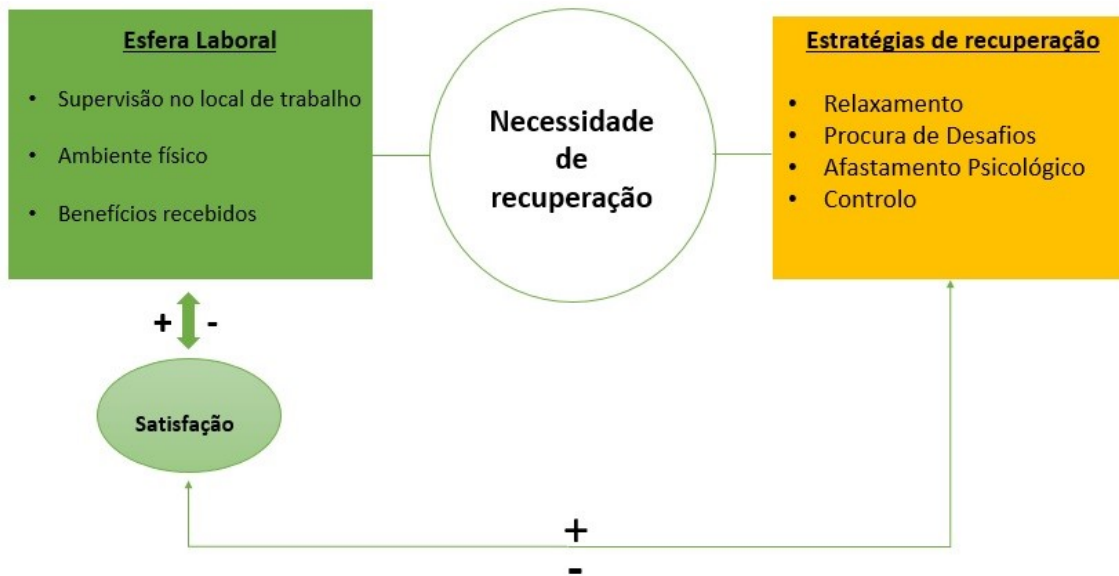 Esfera Laboral
• Supervisão no local de trabalho
• Ambiente físico
• Benefícios recebidos
Necessidade
de
recuperação
Estratégias de recuperação
• Relaxamento
• Procura de Desafios
• Afastamento Psicológico
• Controlo
+ -
Satisfação
+
-